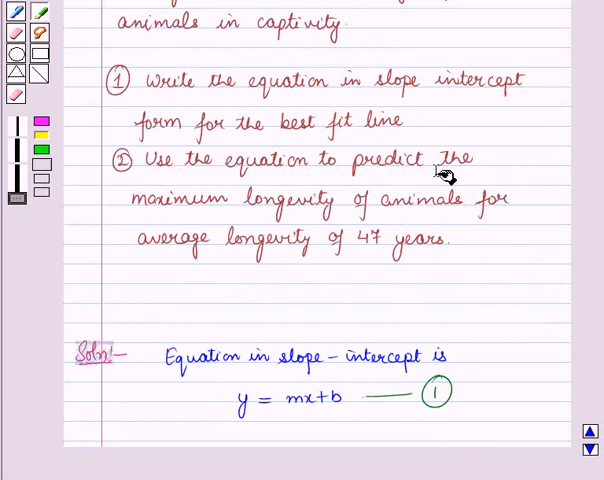 animals in captivity.
① Write the equation in slope intercept
form for the best fit line
② Use the equation to predict the
maximum longevity of animals for
average longevity of 47 years.
Soln:- Equation in slope-intercept is
y = mx+b —— ①